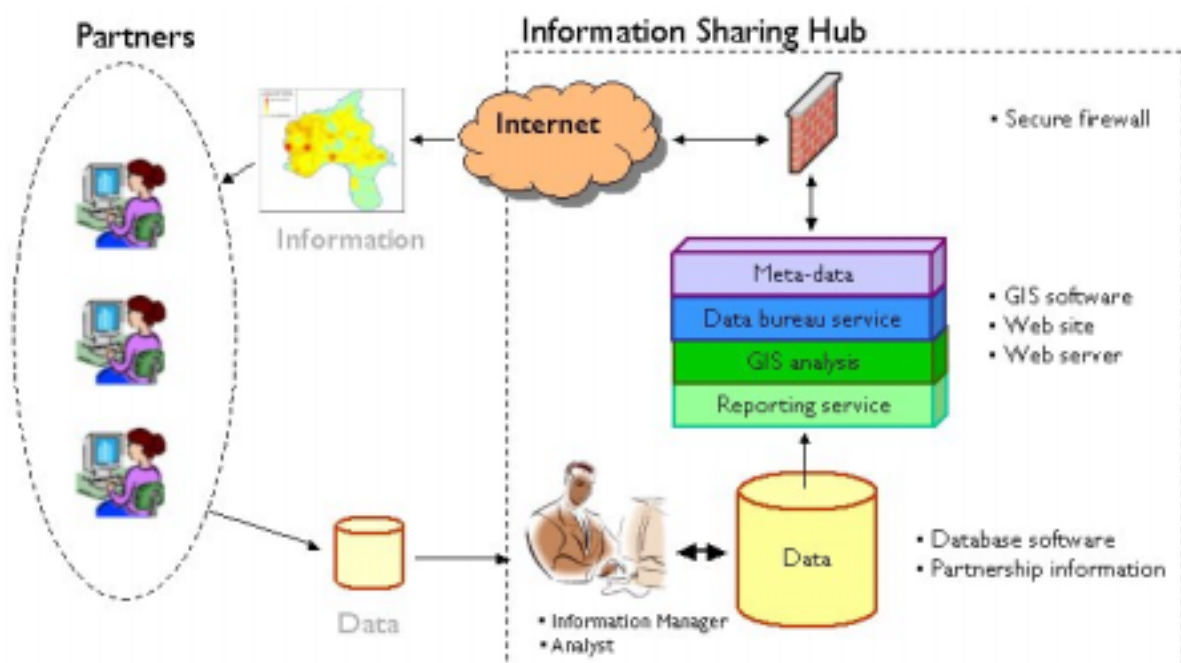 Partners
Information Sharing Hub
Internet
• Secure firewall
Information
Meta-data
Data bureau service
GIS analysis
Reporting service
• GIS software
• Web site
• Web server
Data
Data
• Database software
• Partnership information
• Information Manager
• Analyst